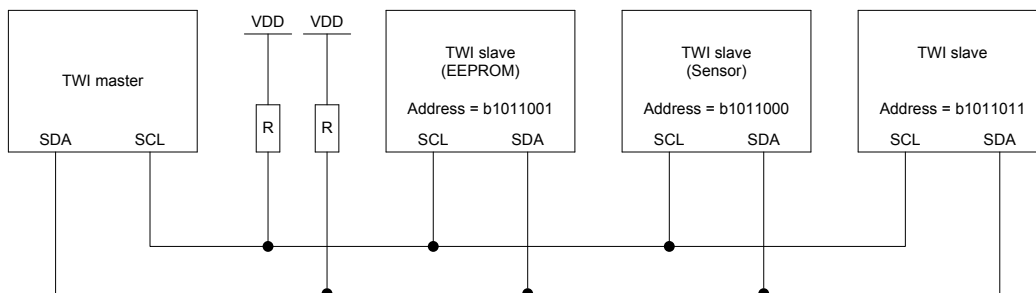 TWI master
SDA SCL
VDD VDD
R R
TWI slave
(EEPROM)
Address = b1011001
SCL SDA
TWI slave
(Sensor)
Address = b1011000
SCL SDA
TWI slave
Address = b1011011
SCL SDA